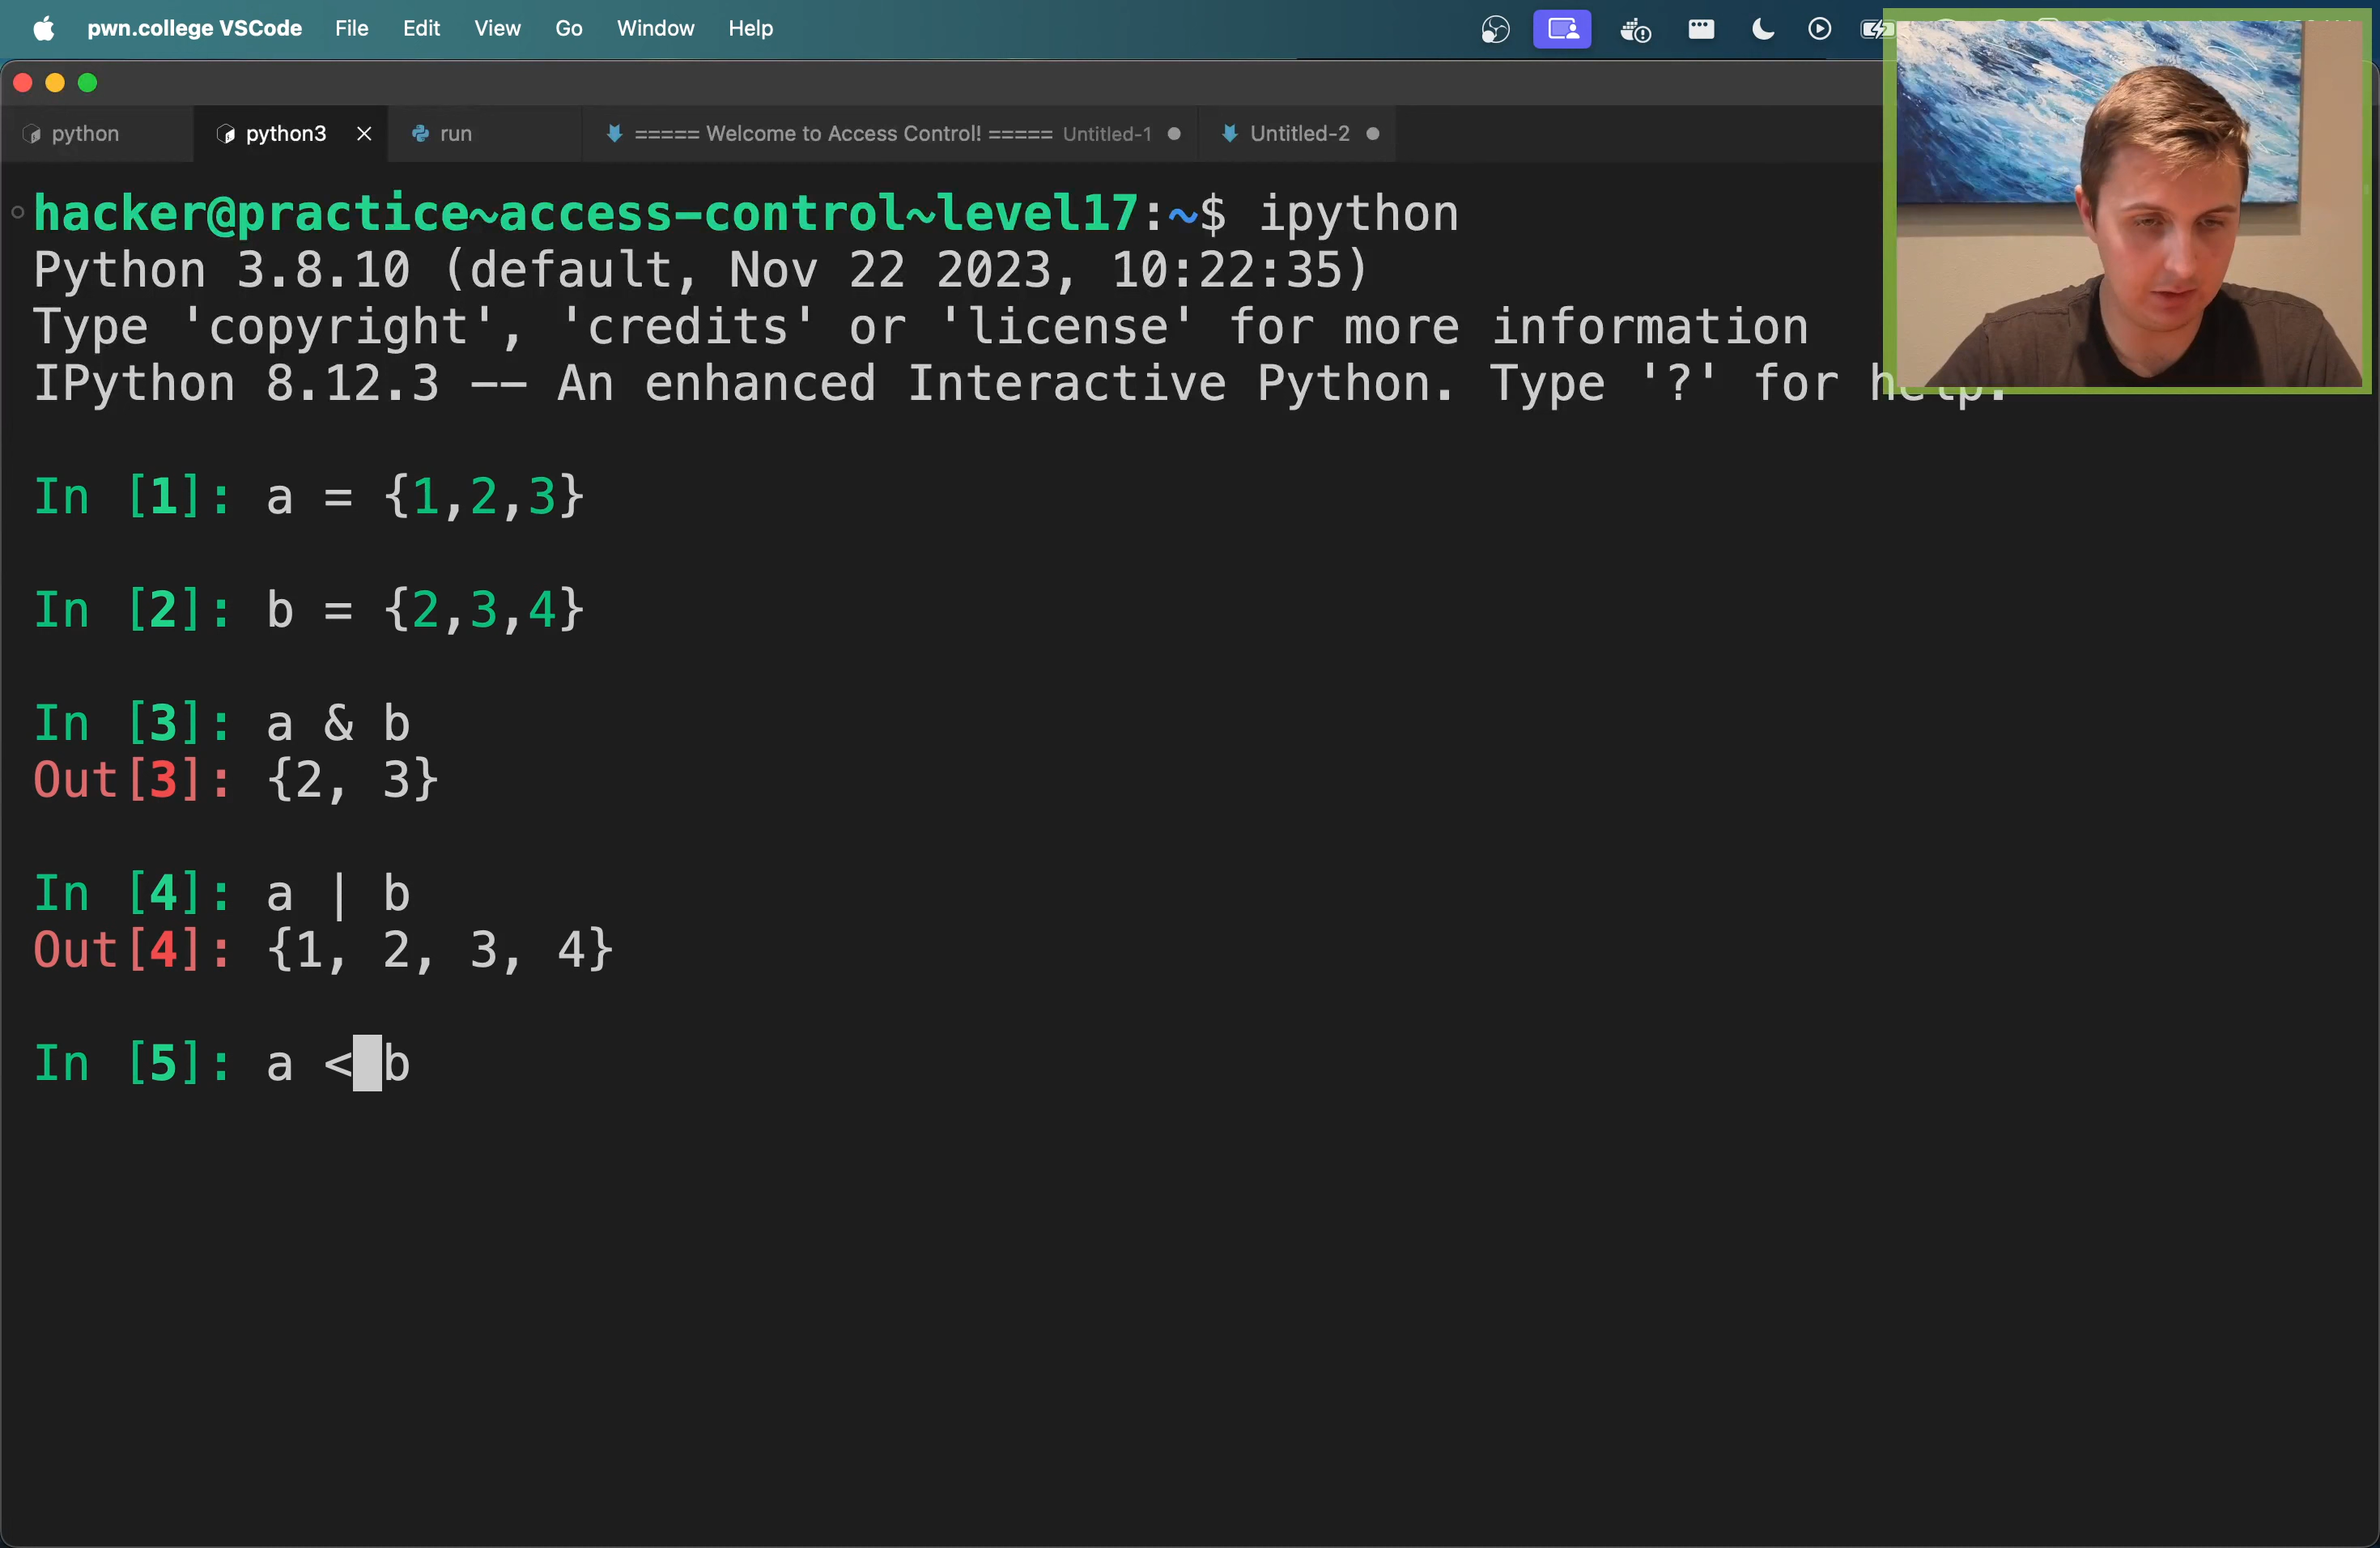 pwn.college VSCode File Edit View Go Window Help
python python3 run ===== Welcome to Access Control! ===== Untitled-1 Untitled-2
hacker@practice~access-control~level17:~$ ipython
Python 3.8.10 (default, Nov 22 2023, 10:22:35)
Type 'copyright', 'credits' or 'license' for more information
IPython 8.12.3 -- An enhanced Interactive Python. Type '?' for help.
In [1]: a = {1,2,3}
In [2]: b = {2,3,4}
In [3]: a & b
Out[3]: {2, 3}
In [4]: a | b
Out[4]: {1, 2, 3, 4}
In [5]: a < b